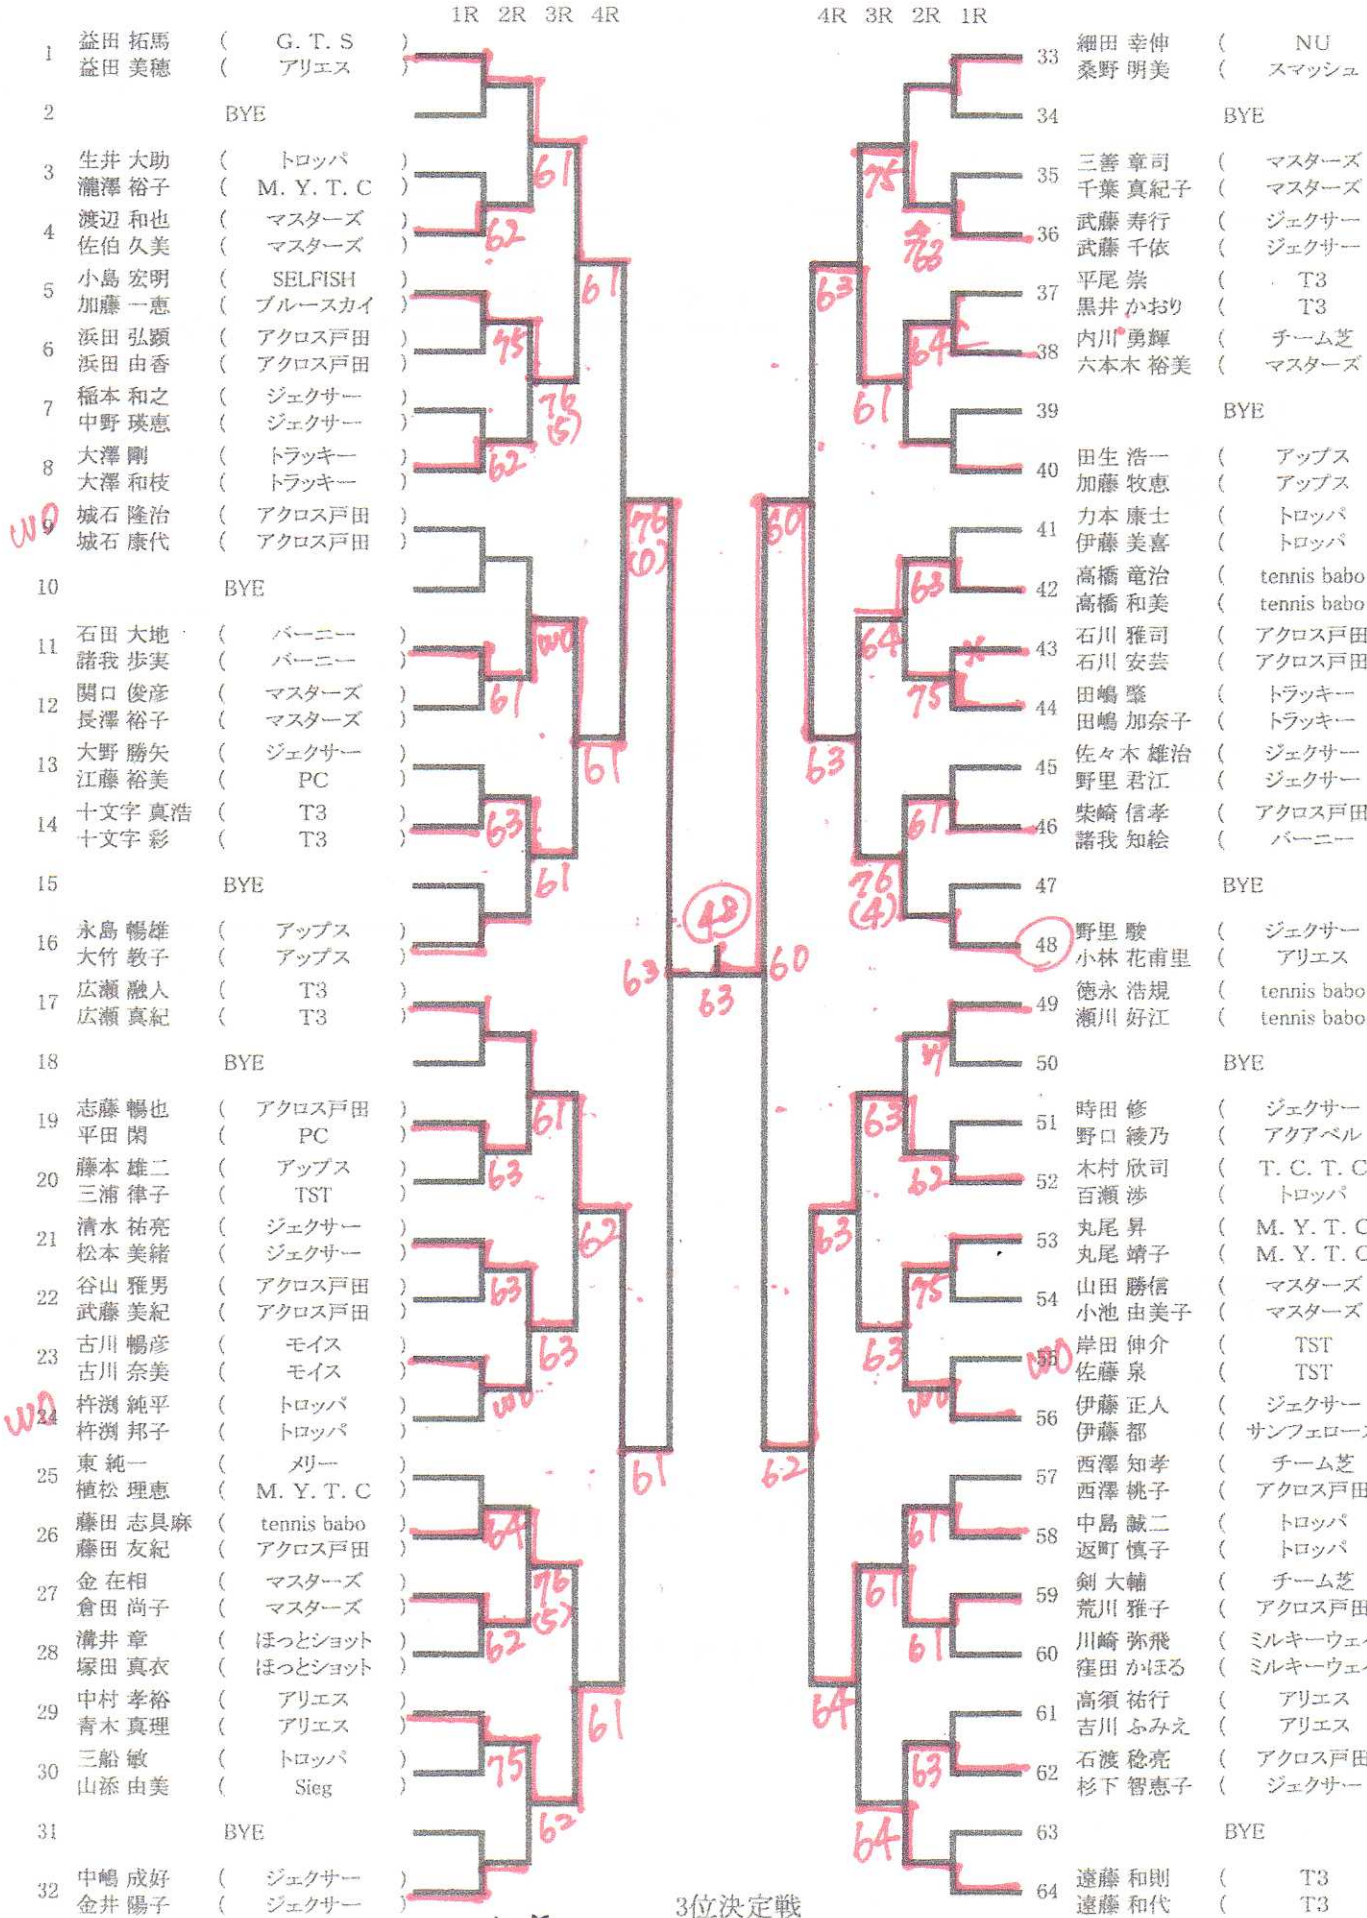 1R 2R 3R 4R
4R 3R 2R 1R
1 益田 拓馬 ( G. T. S )
益田 美穂 ( アリエス )
2 BYE
3 生井 大助 ( トロッパ )
瀧澤 裕子 ( M. Y. T. C )
4 渡辺 和也 ( マスターズ )
佐伯 久美 ( マスターズ )
5 小島 宏明 ( SELFISH )
加藤 一恵 ( ブルースカイ )
6 浜田 弘顕 ( アクロス戸田 )
浜田 由香 ( アクロス戸田 )
7 稲本 和之 ( ジェクサー )
中野 瑛恵 ( ジェクサー )
8 大澤 剛 ( トラッキー )
大澤 和枝 ( トラッキー )
WO 9 城石 隆治 ( アクロス戸田 )
城石 康代 ( アクロス戸田 )
10 BYE
11 石田 大地 ( バーニー )
諸我 歩実 ( バーニー )
12 関口 俊彦 ( マスターズ )
長澤 裕子 ( マスターズ )
13 大野 勝矢 ( ジェクサー )
江藤 裕美 ( PC )
14 十文字 真浩 ( T3 )
十文字 彩 ( T3 )
15 BYE
16 永島 暢雄 ( アップス )
大竹 敦子 ( アップス )
17 広瀬 融人 ( T3 )
広瀬 真紀 ( T3 )
18 BYE
19 志藤 暢也 ( アクロス戸田 )
平田 閑 ( PC )
20 藤本 雄二 ( アップス )
三浦 律子 ( TST )
21 清水 祐亮 ( ジェクサー )
松本 美緒 ( ジェクサー )
22 谷山 雅男 ( アクロス戸田 )
武藤 美紀 ( アクロス戸田 )
23 古川 暢彦 ( モイス )
古川 奈美 ( モイス )
WO 24 杵渕 純平 ( トロッパ )
杵渕 邦子 ( トロッパ )
25 東 純一 ( メリー )
植松 理恵 ( M. Y. T. C )
26 藤田 志具麻 ( tennis babo )
藤田 友紀 ( アクロス戸田 )
27 金 在相 ( マスターズ )
倉田 尚子 ( マスターズ )
28 溝井 章 ( ほっとショット )
塚田 真衣 ( ほっとショット )
29 中村 孝裕 ( アリエス )
青木 真理 ( アリエス )
30 三船 敏 ( トロッパ )
山添 由美 ( Sieg )
31 BYE
32 中嶋 成好 ( ジェクサー )
金井 陽子 ( ジェクサー )
62
75
62
61
63
63
63
WO
64
62
75
61
76
(5)
WO
61
61
63
76
(5)
62
61
61
62
61
76
(0)
61
63
48
63
60
60
62
63
63
63
64
75
61
64
76
(4)
63
63
61
64
63
64
63
75
61
62
75
WO
61
61
63
33 細田 幸伸 ( NU
桑野 明美 ( スマッシュ
34 BYE
35 三善 章司 ( マスターズ
千葉 真紀子 ( マスターズ
36 武藤 寿行 ( ジェクサー
武藤 千依 ( ジェクサー
37 平尾 崇 ( T3
黒井 かおり ( T3
38 内川 勇輝 ( チーム芝
六本木 裕美 ( マスターズ
39 BYE
40 田生 浩一 ( アップス
加藤 牧恵 ( アップス
41 力本 康士 ( トロッパ
伊藤 美喜 ( トロッパ
42 高橋 竜治 ( tennis babo
高橋 和美 ( tennis babo
43 石川 雅司 ( アクロス戸田
石川 安芸 ( アクロス戸田
44 田嶋 肇 ( トラッキー
田嶋 加奈子 ( トラッキー
45 佐々木 雄治 ( ジェクサー
野里 君江 ( ジェクサー
46 柴崎 信孝 ( アクロス戸田
諸我 知絵 ( バーニー
47 BYE
48 野里 駿 ( ジェクサー
小林 花甫里 ( アリエス
49 徳永 浩規 ( tennis babo
瀬川 好江 ( tennis babo
50 BYE
51 時田 修 ( ジェクサー
野口 綾乃 ( アクアベル
52 木村 欣司 ( T. C. T. C
百瀬 渉 ( トロッパ
53 丸尾 昇 ( M. Y. T. C
丸尾 靖子 ( M. Y. T. C
54 山田 勝信 ( マスターズ
小池 由美子 ( マスターズ
WO 55 岸田 伸介 ( TST
佐藤 泉 ( TST
56 伊藤 正人 ( ジェクサー
伊藤 都 ( サンフェロー
57 西澤 知孝 ( チーム芝
西澤 桃子 ( アクロス戸田
58 中島 誠二 ( トロッパ
返町 慎子 ( トロッパ
59 剣 大輔 ( チーム芝
荒川 雅子 ( アクロス戸田
60 川崎 弥飛 ( ミルキーウェイ
窪田 かほる ( ミルキーウェイ
61 高須 祐行 ( アリエス
吉川 ふみえ ( アリエス
62 石渡 稔亮 ( アクロス戸田
杉下 智恵子 ( ジェクサー
63 BYE
64 遠藤 和則 ( T3
遠藤 和代 ( T3
3位決定戦